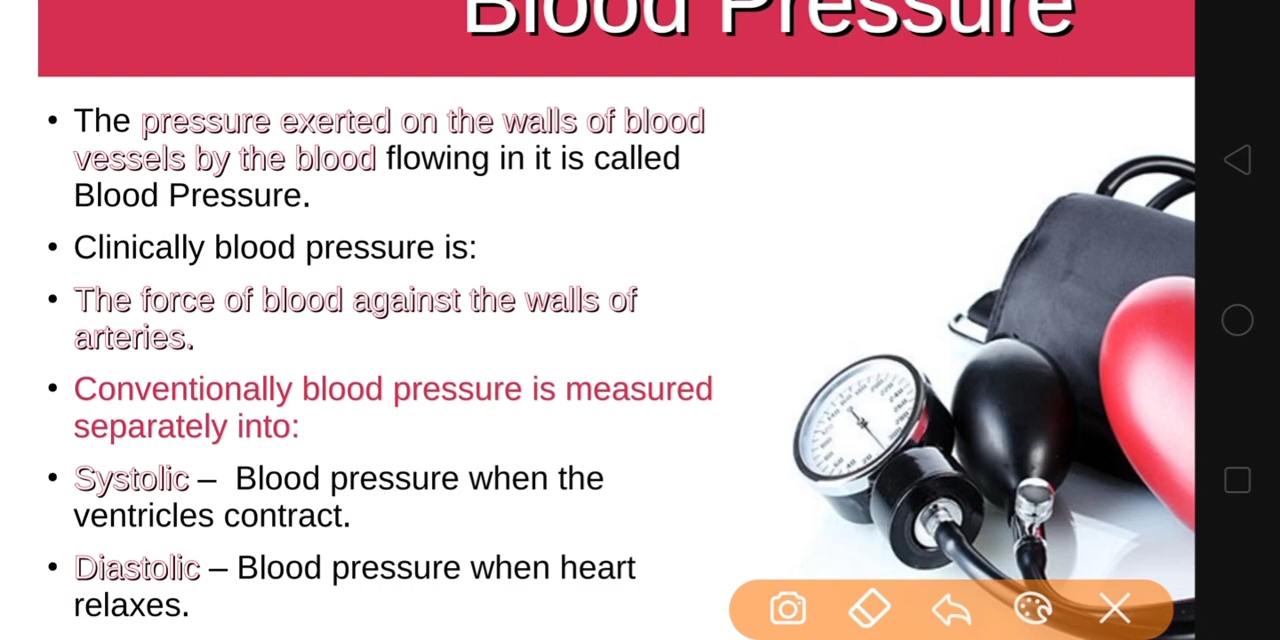 Blood Pressure
• The pressure exerted on the walls of blood
vessels by the blood flowing in it is called
Blood Pressure.
• Clinically blood pressure is:
• The force of blood against the walls of
arteries.
• Conventionally blood pressure is measured
separately into:
• Systolic – Blood pressure when the
ventricles contract.
• Diastolic – Blood pressure when heart
relaxes.